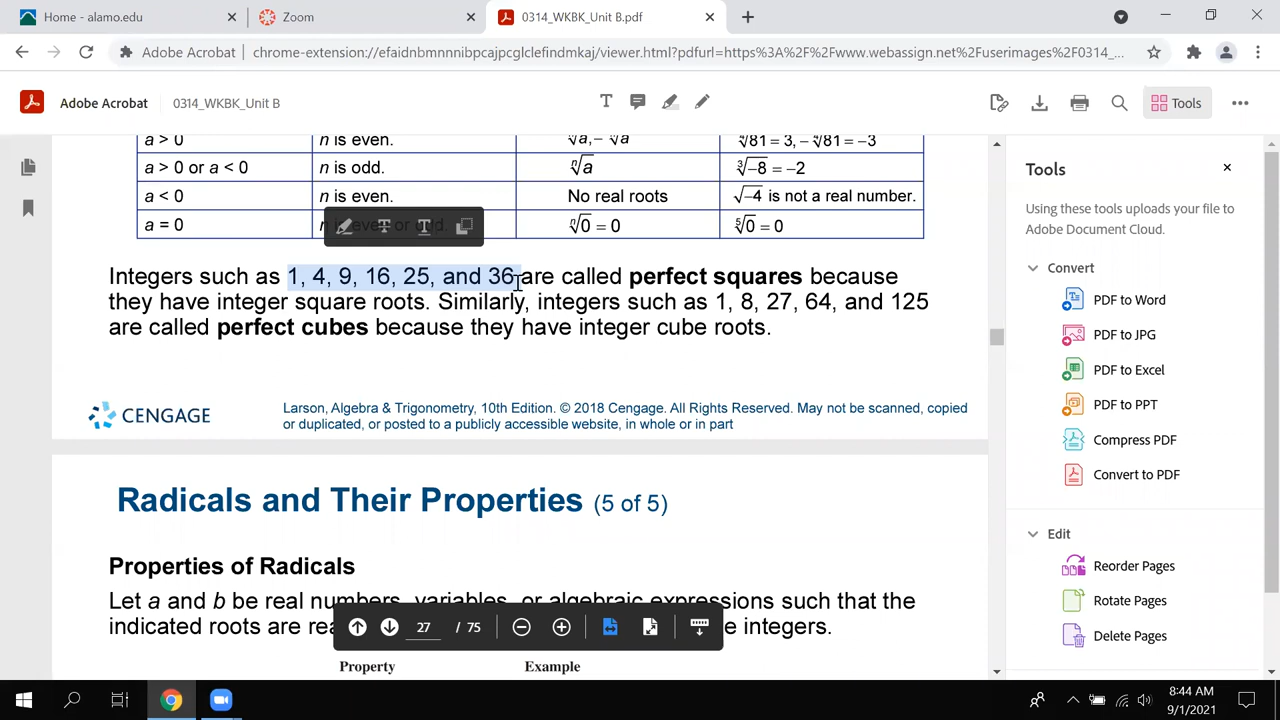 Home - alamo.edu
Zoom
0314_WKBK_Unit B.pdf
Adobe Acrobat
chrome-extension://efaidnbmnnnibpcajpcglclefindmkaj/viewer.html?pdfurl=https%3A%2F%2Fwww.webassign.net%2Fuserimages%2F0314_...
Adobe Acrobat
0314_WKBK_Unit B
Tools
a > 0 n is even. ∜a, – ∜a ∜81 = 3, – ∜81 = –3
a > 0 or a < 0 n is odd. ⁿ√a ³√–8 = –2
a < 0 n is even. No real roots √–4 is not a real number.
a = 0 ⁿ√0 = 0 ⁵√0 = 0
Integers such as 1, 4, 9, 16, 25, and 36 are called perfect squares because
they have integer square roots. Similarly, integers such as 1, 8, 27, 64, and 125
are called perfect cubes because they have integer cube roots.
CENGAGE
Larson, Algebra & Trigonometry, 10th Edition. © 2018 Cengage. All Rights Reserved. May not be scanned, copied
or duplicated, or posted to a publicly accessible website, in whole or in part
Radicals and Their Properties (5 of 5)
Properties of Radicals
Let a and b be real numbers, variables, or algebraic expressions such that the
indicated roots are integers.
27 / 75
Property Example
Tools
Using these tools uploads your file to
Adobe Document Cloud.
Convert
PDF to Word
PDF to JPG
PDF to Excel
PDF to PPT
Compress PDF
Convert to PDF
Edit
Reorder Pages
Rotate Pages
Delete Pages
8:44 AM
9/1/2021